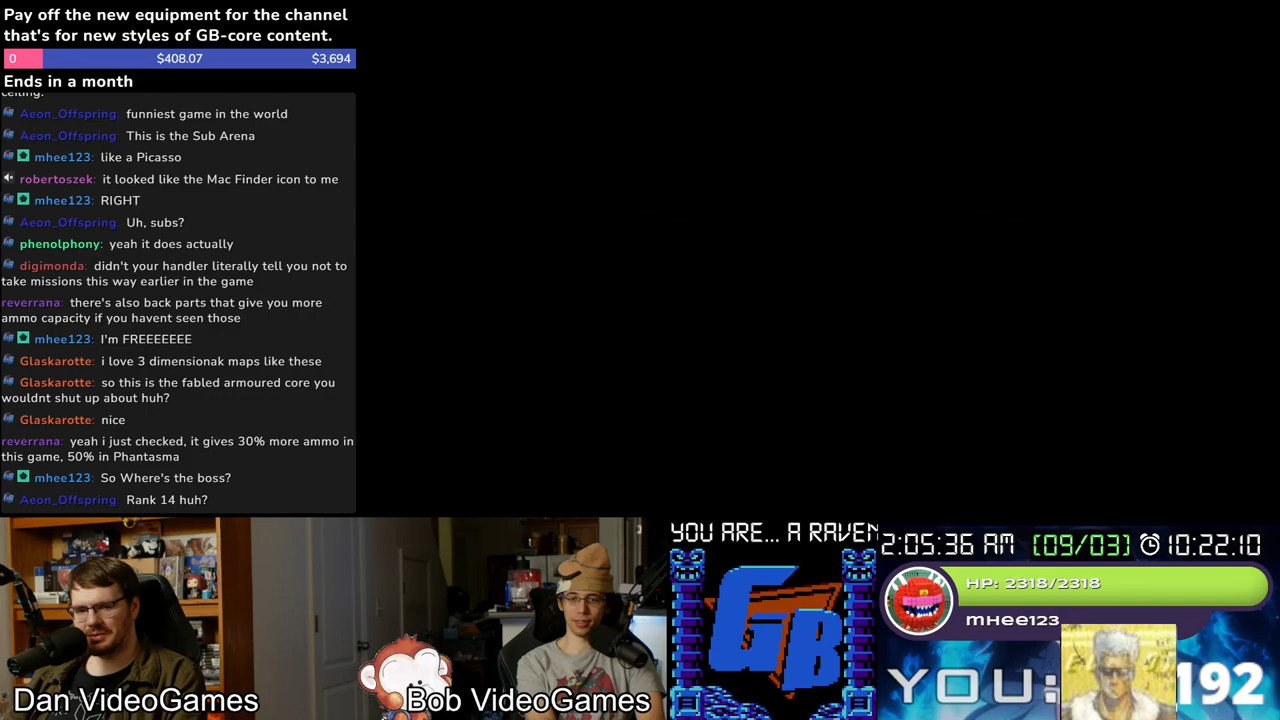 Pay off the new equipment for the channel
that's for new styles of GB-core content.
0 $408.07 $3,694
Ends in a month
ceiling.
Aeon_Offspring: funniest game in the world
Aeon_Offspring: This is the Sub Arena
mhee123: like a Picasso
robertoszek: it looked like the Mac Finder icon to me
mhee123: RIGHT
Aeon_Offspring: Uh, subs?
phenolphony: yeah it does actually
digimonda: didn't your handler literally tell you not to
take missions this way earlier in the game
reverrana: there's also back parts that give you more
ammo capacity if you havent seen those
mhee123: I'm FREEEEEEE
Glaskarotte: i love 3 dimensionak maps like these
Glaskarotte: so this is the fabled armoured core you
wouldnt shut up about huh?
Glaskarotte: nice
reverrana: yeah i just checked, it gives 30% more ammo in
this game, 50% in Phantasma
mhee123: So Where's the boss?
Aeon_Offspring: Rank 14 huh?
YOU ARE... A RAVEN
2:05:36 AM [09/03] 10:22:10
HP: 2318/2318
mHee123
GB
YOU: 192
Dan VideoGames
Bob VideoGames